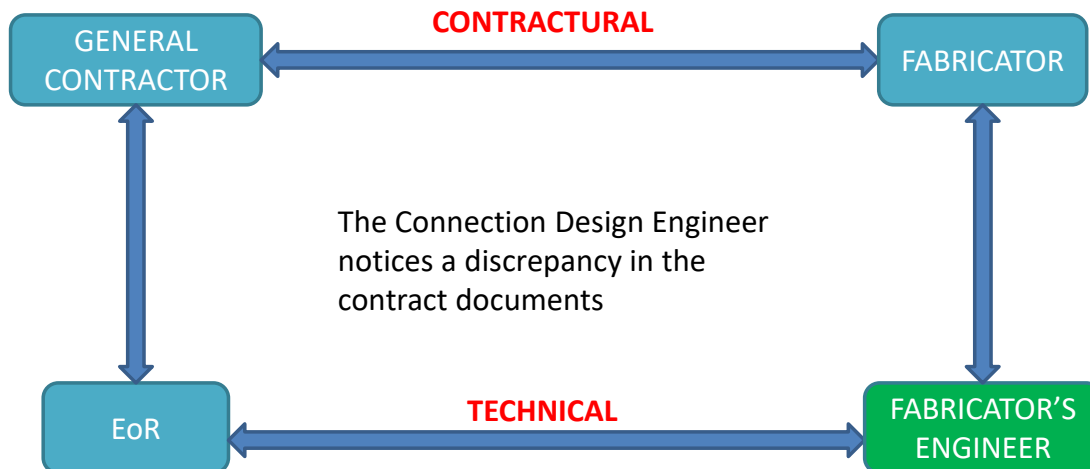 CONTRACTURAL
GENERAL
CONTRACTOR
FABRICATOR
The Connection Design Engineer
notices a discrepancy in the
contract documents
TECHNICAL
EoR
FABRICATOR’S
ENGINEER